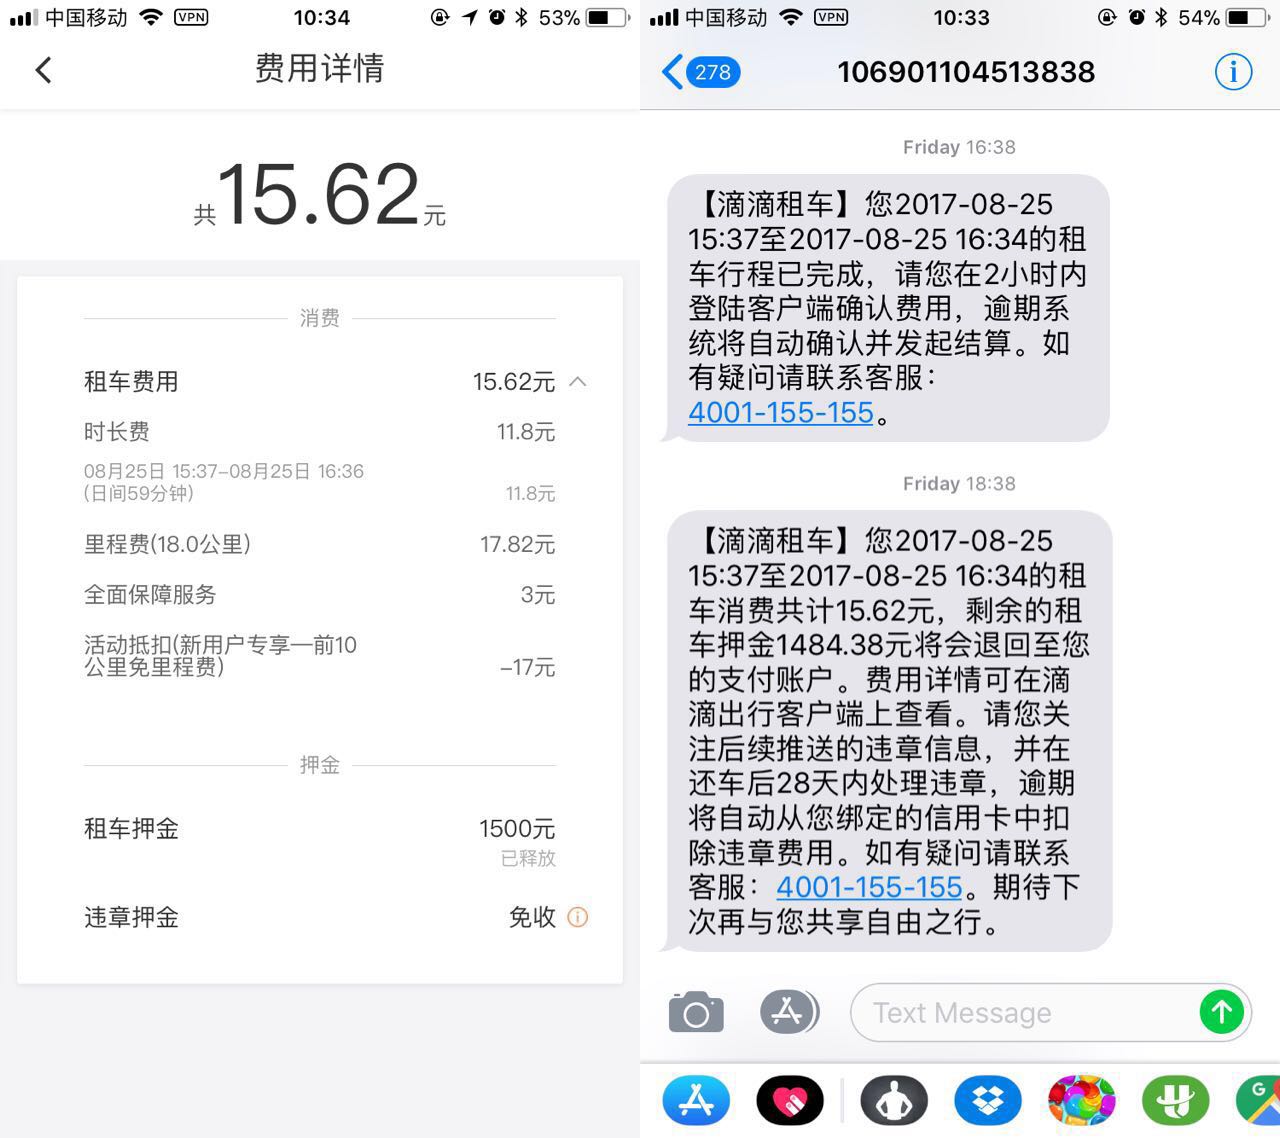 中国移动 VPN 10:34 53%
费用详情
共15.62元
消费
租车费用 15.62元
时长费 11.8元
08月25日 15:37-08月25日 16:36
(日间59分钟) 11.8元
里程费(18.0公里) 17.82元
全面保障服务 3元
活动抵扣(新用户专享—前10
公里免里程费) -17元
押金
租车押金 1500元
已释放
违章押金 免收
中国移动 VPN 10:33 54%
278 106901104513838
Friday 16:38
【滴滴租车】您2017-08-25
15:37至2017-08-25 16:34的租
车行程已完成，请您在2小时内
登陆客户端确认费用，逾期系
统将自动确认并发起结算。如
有疑问请联系客服：
4001-155-155。
Friday 18:38
【滴滴租车】您2017-08-25
15:37至2017-08-25 16:34的租
车消费共计15.62元，剩余的租
车押金1484.38元将会退回至您
的支付账户。费用详情可在滴
滴出行客户端上查看。请您关
注后续推送的违章信息，并在
还车后28天内处理违章，逾期
将自动从您绑定的信用卡中扣
除违章费用。如有疑问请联系
客服：4001-155-155。期待下
次再与您共享自由之行。
Text Message
G